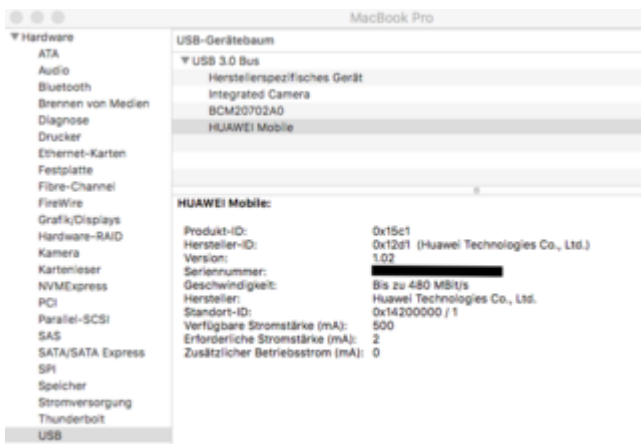 MacBook Pro
Hardware
ATA
Audio
Bluetooth
Brennen von Medien
Diagnose
Drucker
Ethernet-Karten
Festplatte
Fibre-Channel
FireWire
Grafik/Displays
Hardware-RAID
Kamera
Kartenleser
NVMExpress
PCI
Parallel-SCSI
SAS
SATA/SATA Express
SPI
Speicher
Stromversorgung
Thunderbolt
USB
USB-Gerätebaum
USB 3.0 Bus
Herstellerspezifisches Gerät
Integrated Camera
BCM20702A0
HUAWEI Mobile
HUAWEI Mobile:
Produkt-ID: 0x15c1
Hersteller-ID: 0x12d1 (Huawei Technologies Co., Ltd.)
Version: 1.02
Seriennummer:
Geschwindigkeit: Bis zu 480 MBit/s
Hersteller: Huawei Technologies Co., Ltd.
Standort-ID: 0x14200000 / 1
Verfügbare Stromstärke (mA): 500
Erforderliche Stromstärke (mA): 2
Zusätzlicher Betriebsstrom (mA): 0